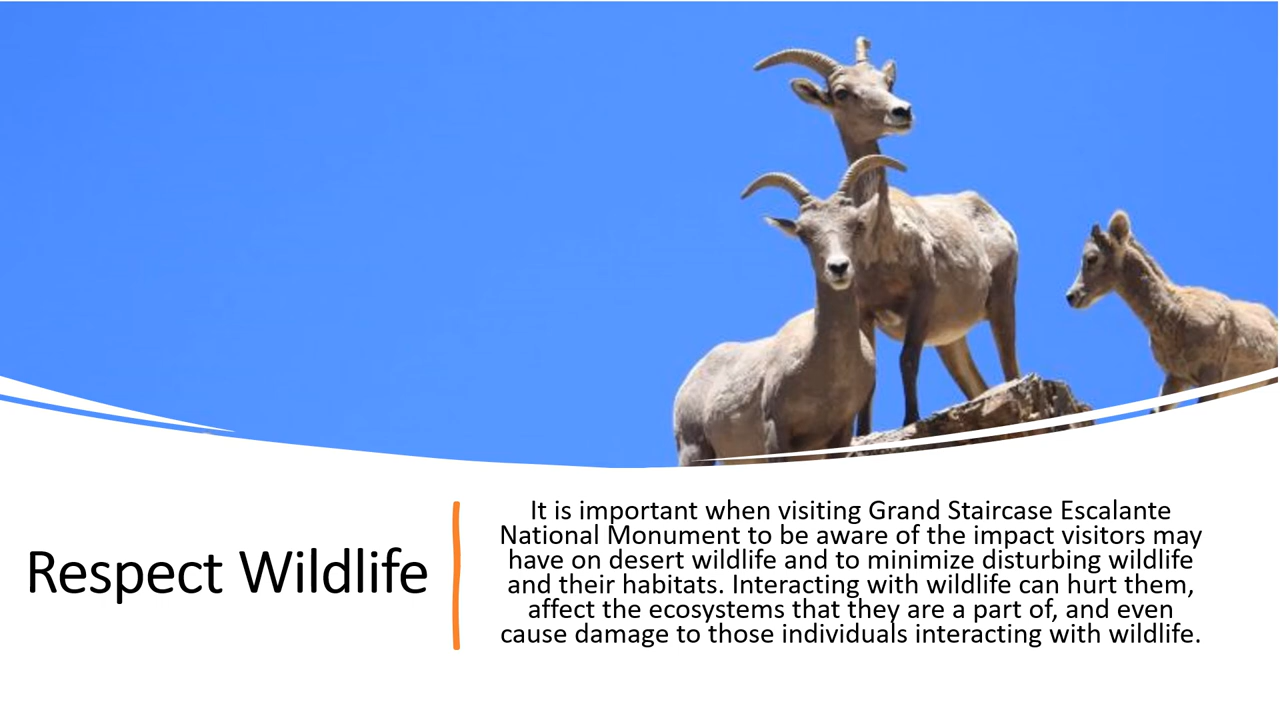 Respect Wildlife
It is important when visiting Grand Staircase Escalante
National Monument to be aware of the impact visitors may
have on desert wildlife and to minimize disturbing wildlife
and their habitats. Interacting with wildlife can hurt them,
affect the ecosystems that they are a part of, and even
cause damage to those individuals interacting with wildlife.